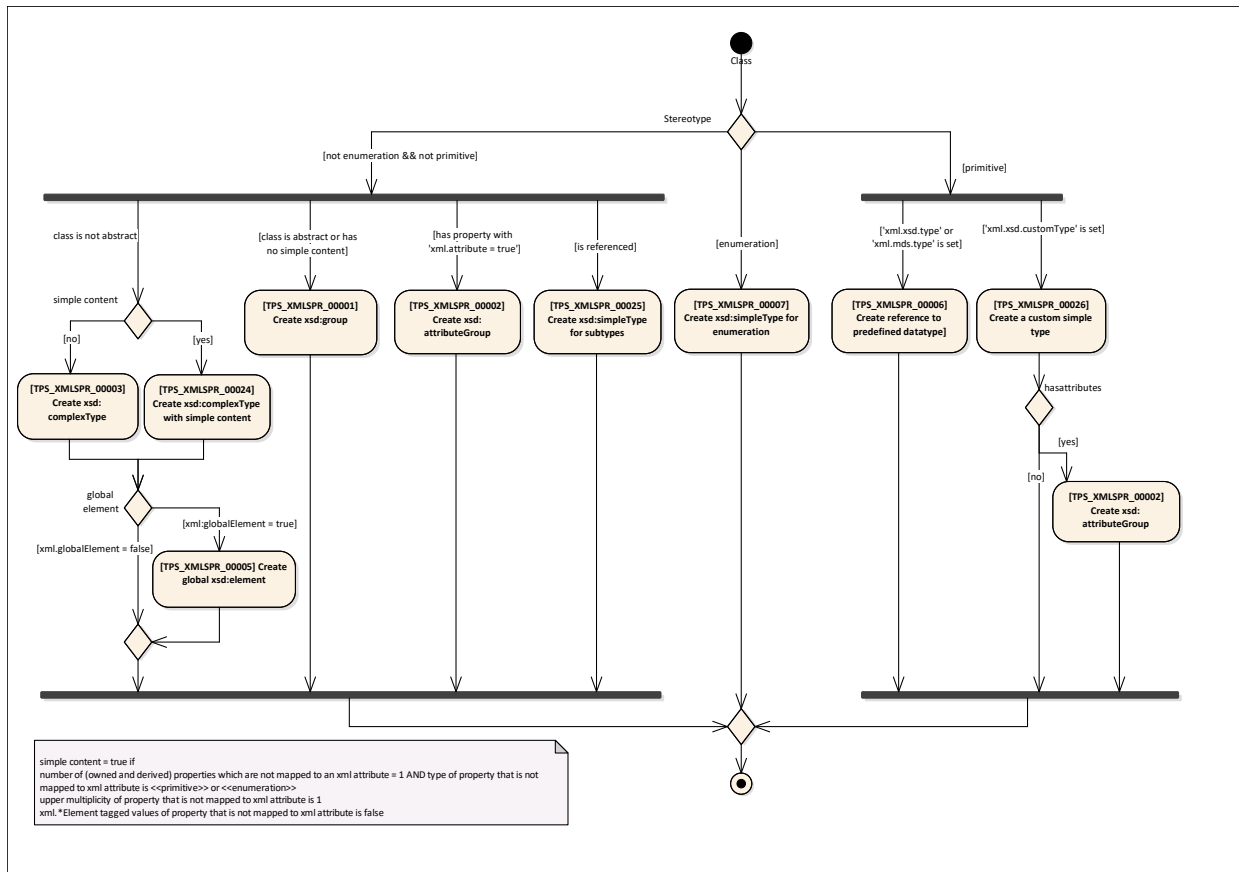 Class
Stereotype
[not enumeration && not primitive]
[primitive]
class is not abstract
[class is abstract or has
no simple content]
[has property with
'xml.attribute = true']
[is referenced]
[enumeration]
['xml.xsd.type' or
'xml.mds.type' is set]
['xml.xsd.customType' is set]
simple content
[no]
[yes]
[TPS_XMLSPR_00001]
Create xsd:group
[TPS_XMLSPR_00002]
Create xsd:
attributeGroup
[TPS_XMLSPR_00025]
Create xsd:simpleType
for subtypes
[TPS_XMLSPR_00007]
Create xsd:simpleType for
enumeration
[TPS_XMLSPR_00006]
Create reference to
predefined datatype]
[TPS_XMLSPR_00026]
Create a custom simple
type
[TPS_XMLSPR_00003]
Create xsd:
complexType
[TPS_XMLSPR_00024]
Create xsd:complexType
with simple content
hasattributes
[yes]
[no]
[TPS_XMLSPR_00002]
Create xsd:
attributeGroup
global
element
[xml:globalElement = true]
[xml.globalElement = false]
[TPS_XMLSPR_00005] Create
global xsd:element
simple content = true if
number of (owned and derived) properties which are not mapped to an xml attribute = 1 AND type of property that is not
mapped to xml attribute is <<primitive>> or <<enumeration>>
upper multiplicity of property that is not mapped to xml attribute is 1
xml.*Element tagged values of property that is not mapped to xml attribute is false